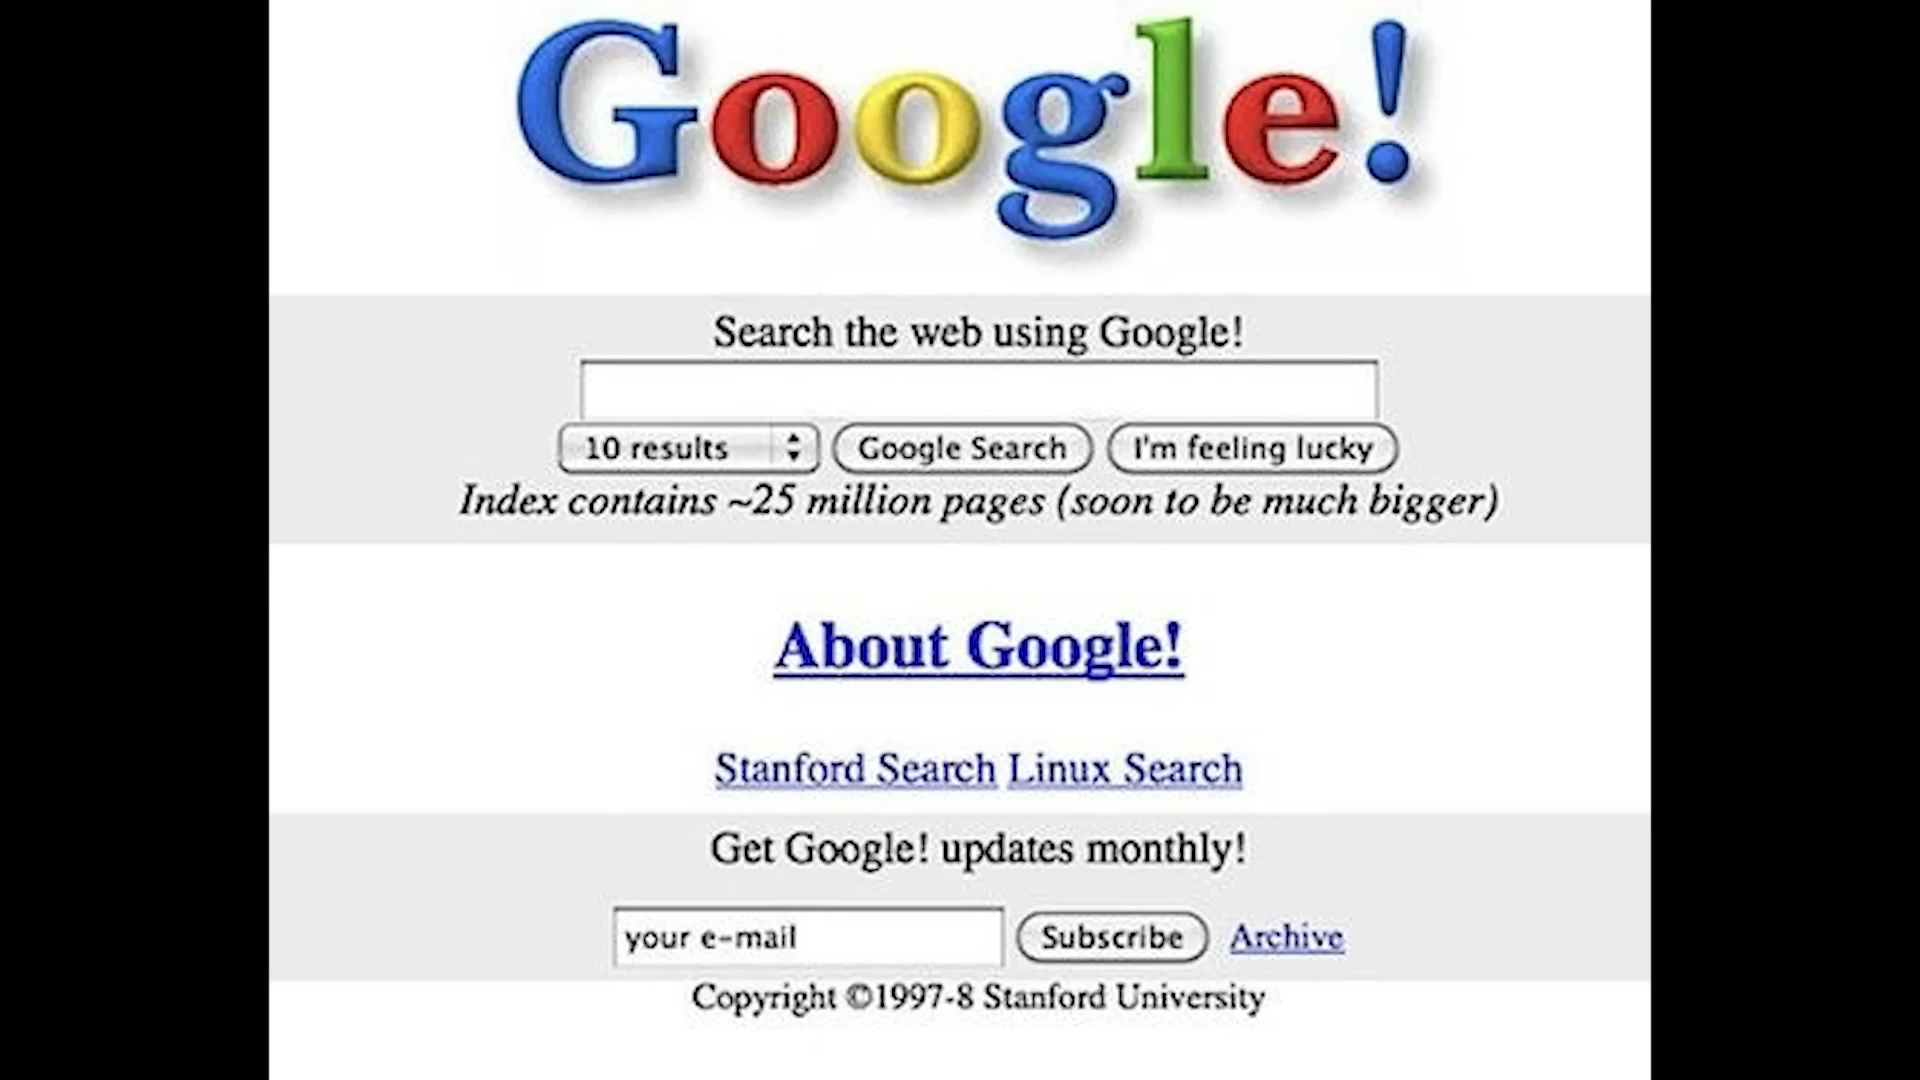 Google!
Search the web using Google!
10 results Google Search I'm feeling lucky
Index contains ~25 million pages (soon to be much bigger)
About Google!
Stanford Search Linux Search
Get Google! updates monthly!
your e-mail Subscribe Archive
Copyright ©1997-8 Stanford University